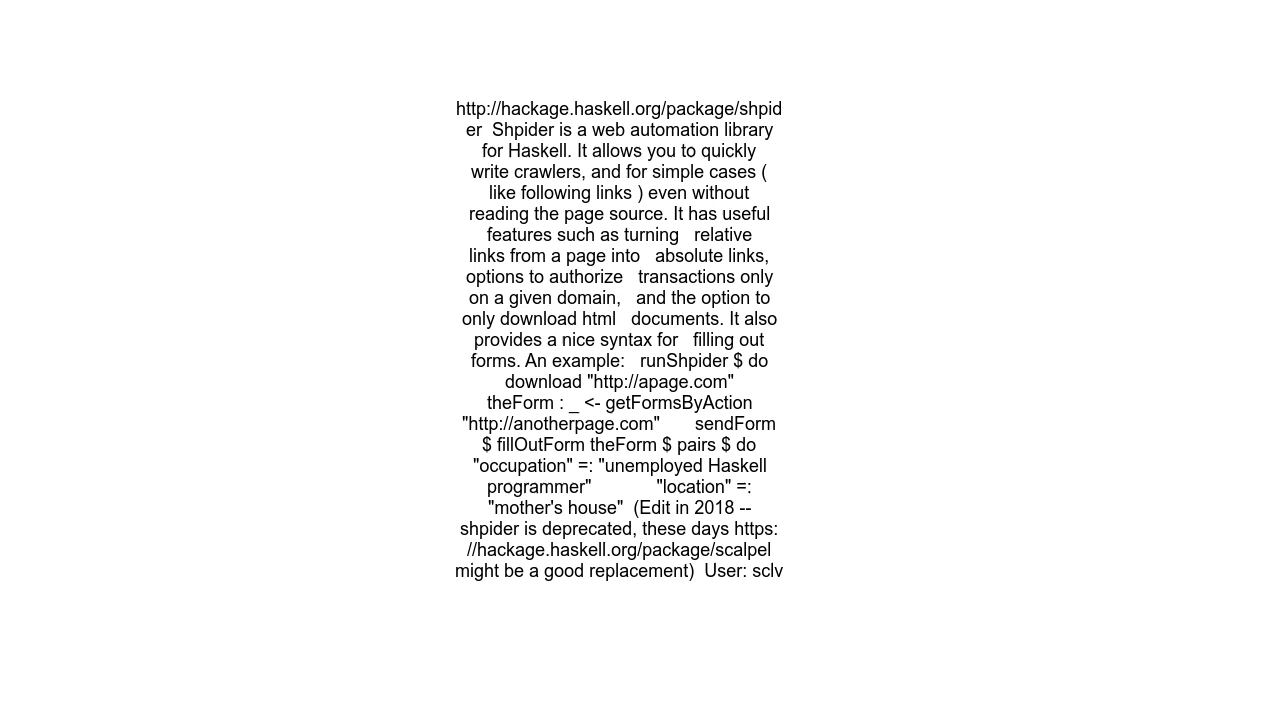 http://hackage.haskell.org/package/shpid
er  Shpider is a web automation library
for Haskell. It allows you to quickly
write crawlers, and for simple cases (
like following links ) even without
reading the page source. It has useful
features such as turning   relative
links from a page into   absolute links,
options to authorize   transactions only
on a given domain,   and the option to
only download html   documents. It also
provides a nice syntax for   filling out
forms. An example:   runShpider $ do
download "http://apage.com"
theForm : _ <- getFormsByAction
"http://anotherpage.com"       sendForm
$ fillOutForm theForm $ pairs $ do
"occupation" =: "unemployed Haskell
programmer"             "location" =:
"mother's house"  (Edit in 2018 --
shpider is deprecated, these days https:
//hackage.haskell.org/package/scalpel
might be a good replacement)  User: sclv